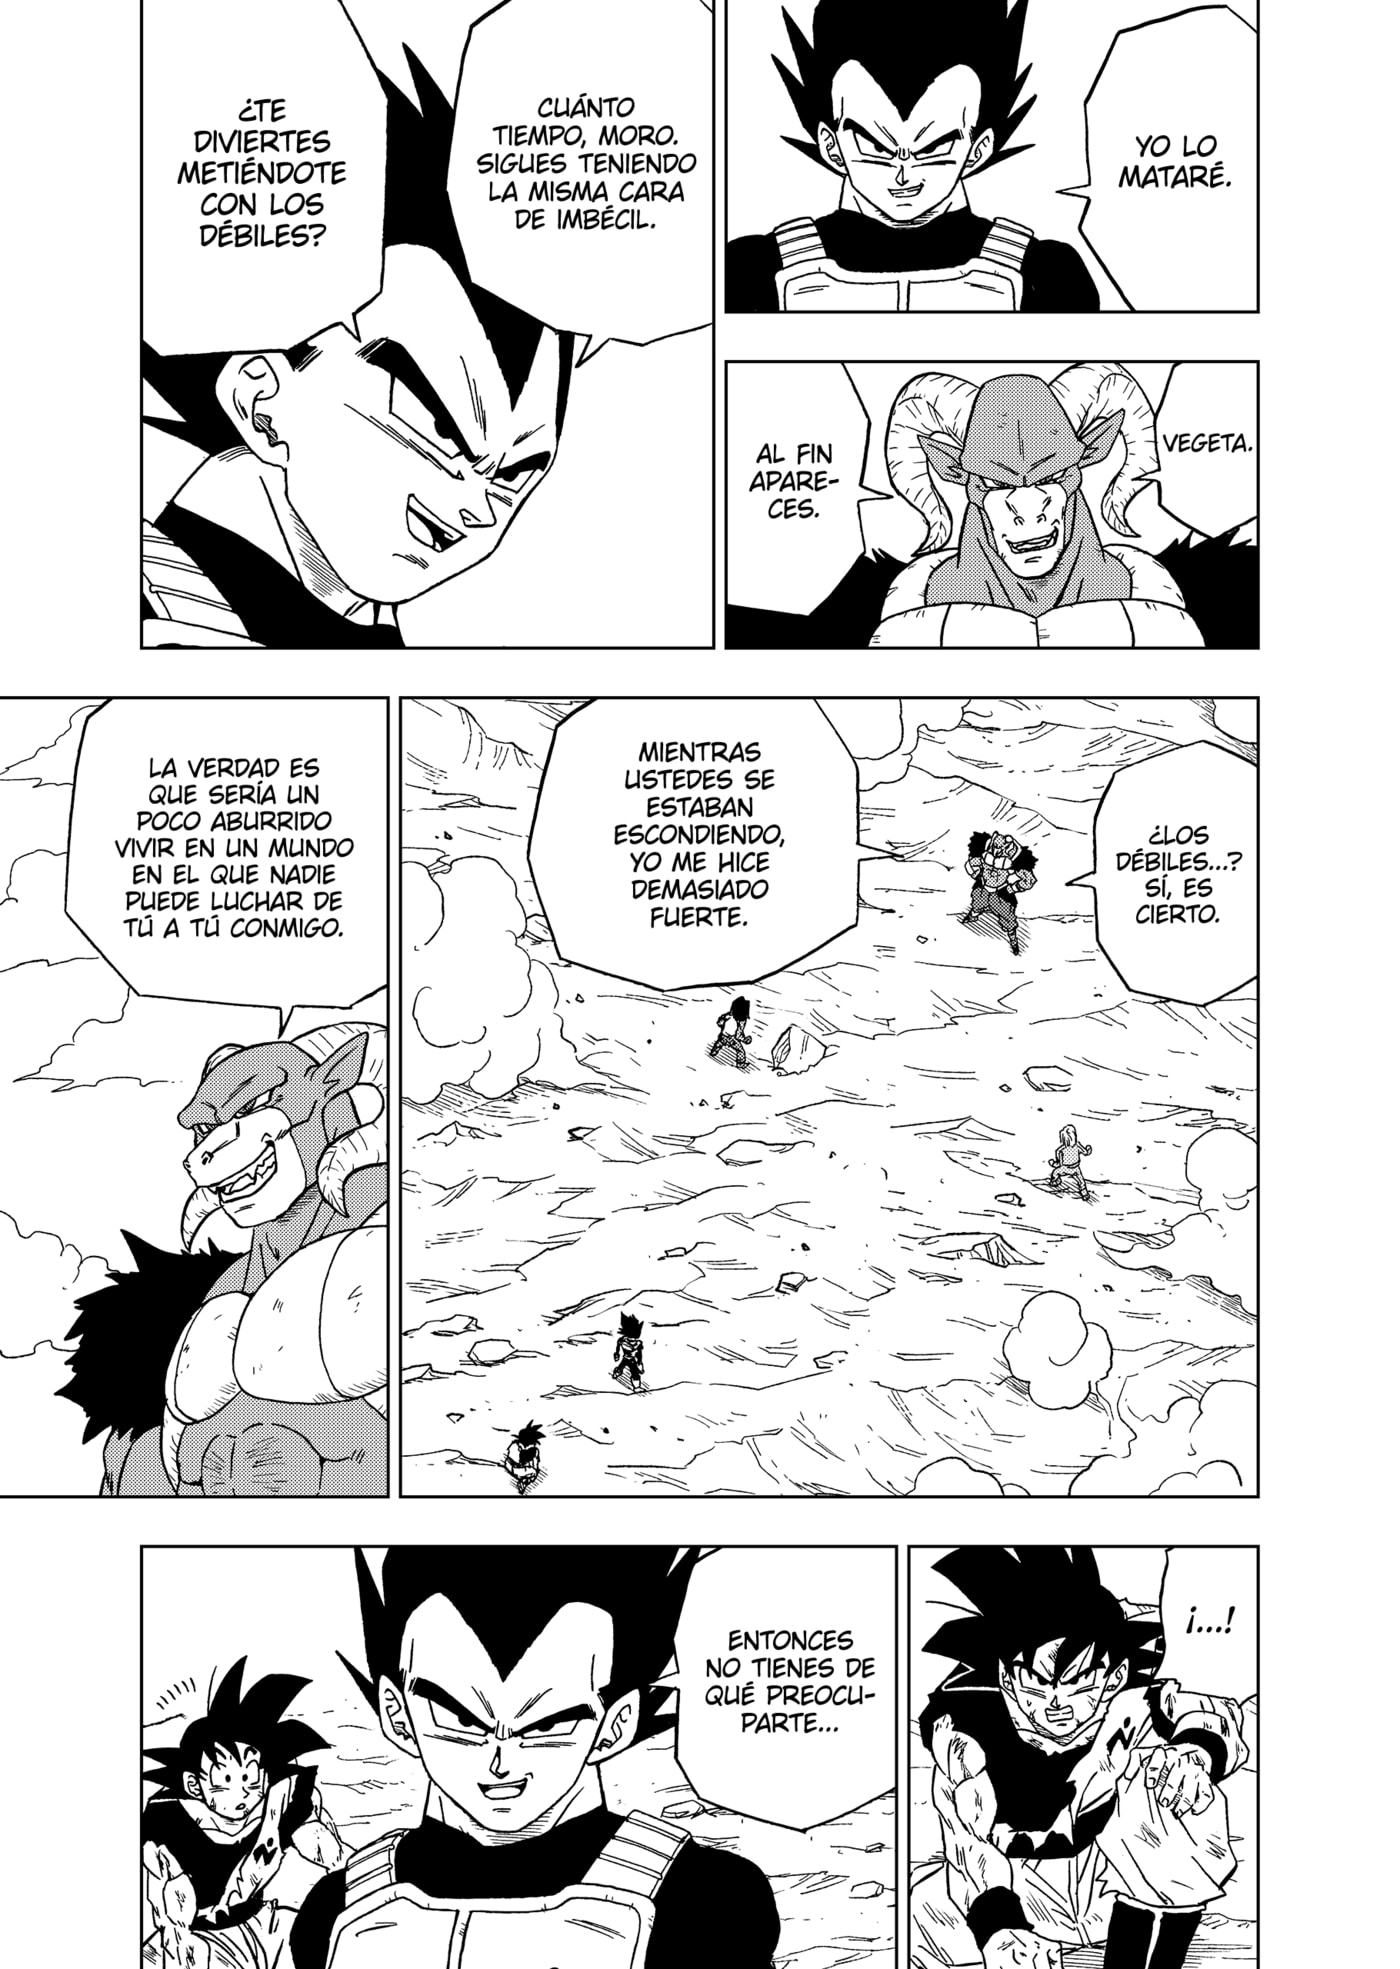 YO LO
MATARÉ.
CUÁNTO
TIEMPO, MORO.
SIGUES TENIENDO
LA MISMA CARA
DE IMBÉCIL.
¿TE
DIVIERTES
METIÉNDOTE
CON LOS
DÉBILES?
VEGETA.
AL FIN
APARE-
CES.
¿LOS
DÉBILES...?
SÍ, ES
CIERTO.
MIENTRAS
USTEDES SE
ESTABAN
ESCONDIENDO,
YO ME HICE
DEMASIADO
FUERTE.
LA VERDAD ES
QUE SERÍA UN
POCO ABURRIDO
VIVIR EN UN MUNDO
EN EL QUE NADIE
PUEDE LUCHAR DE
TÚ A TÚ CONMIGO.
¡...!
ENTONCES
NO TIENES DE
QUÉ PREOCU-
PARTE...